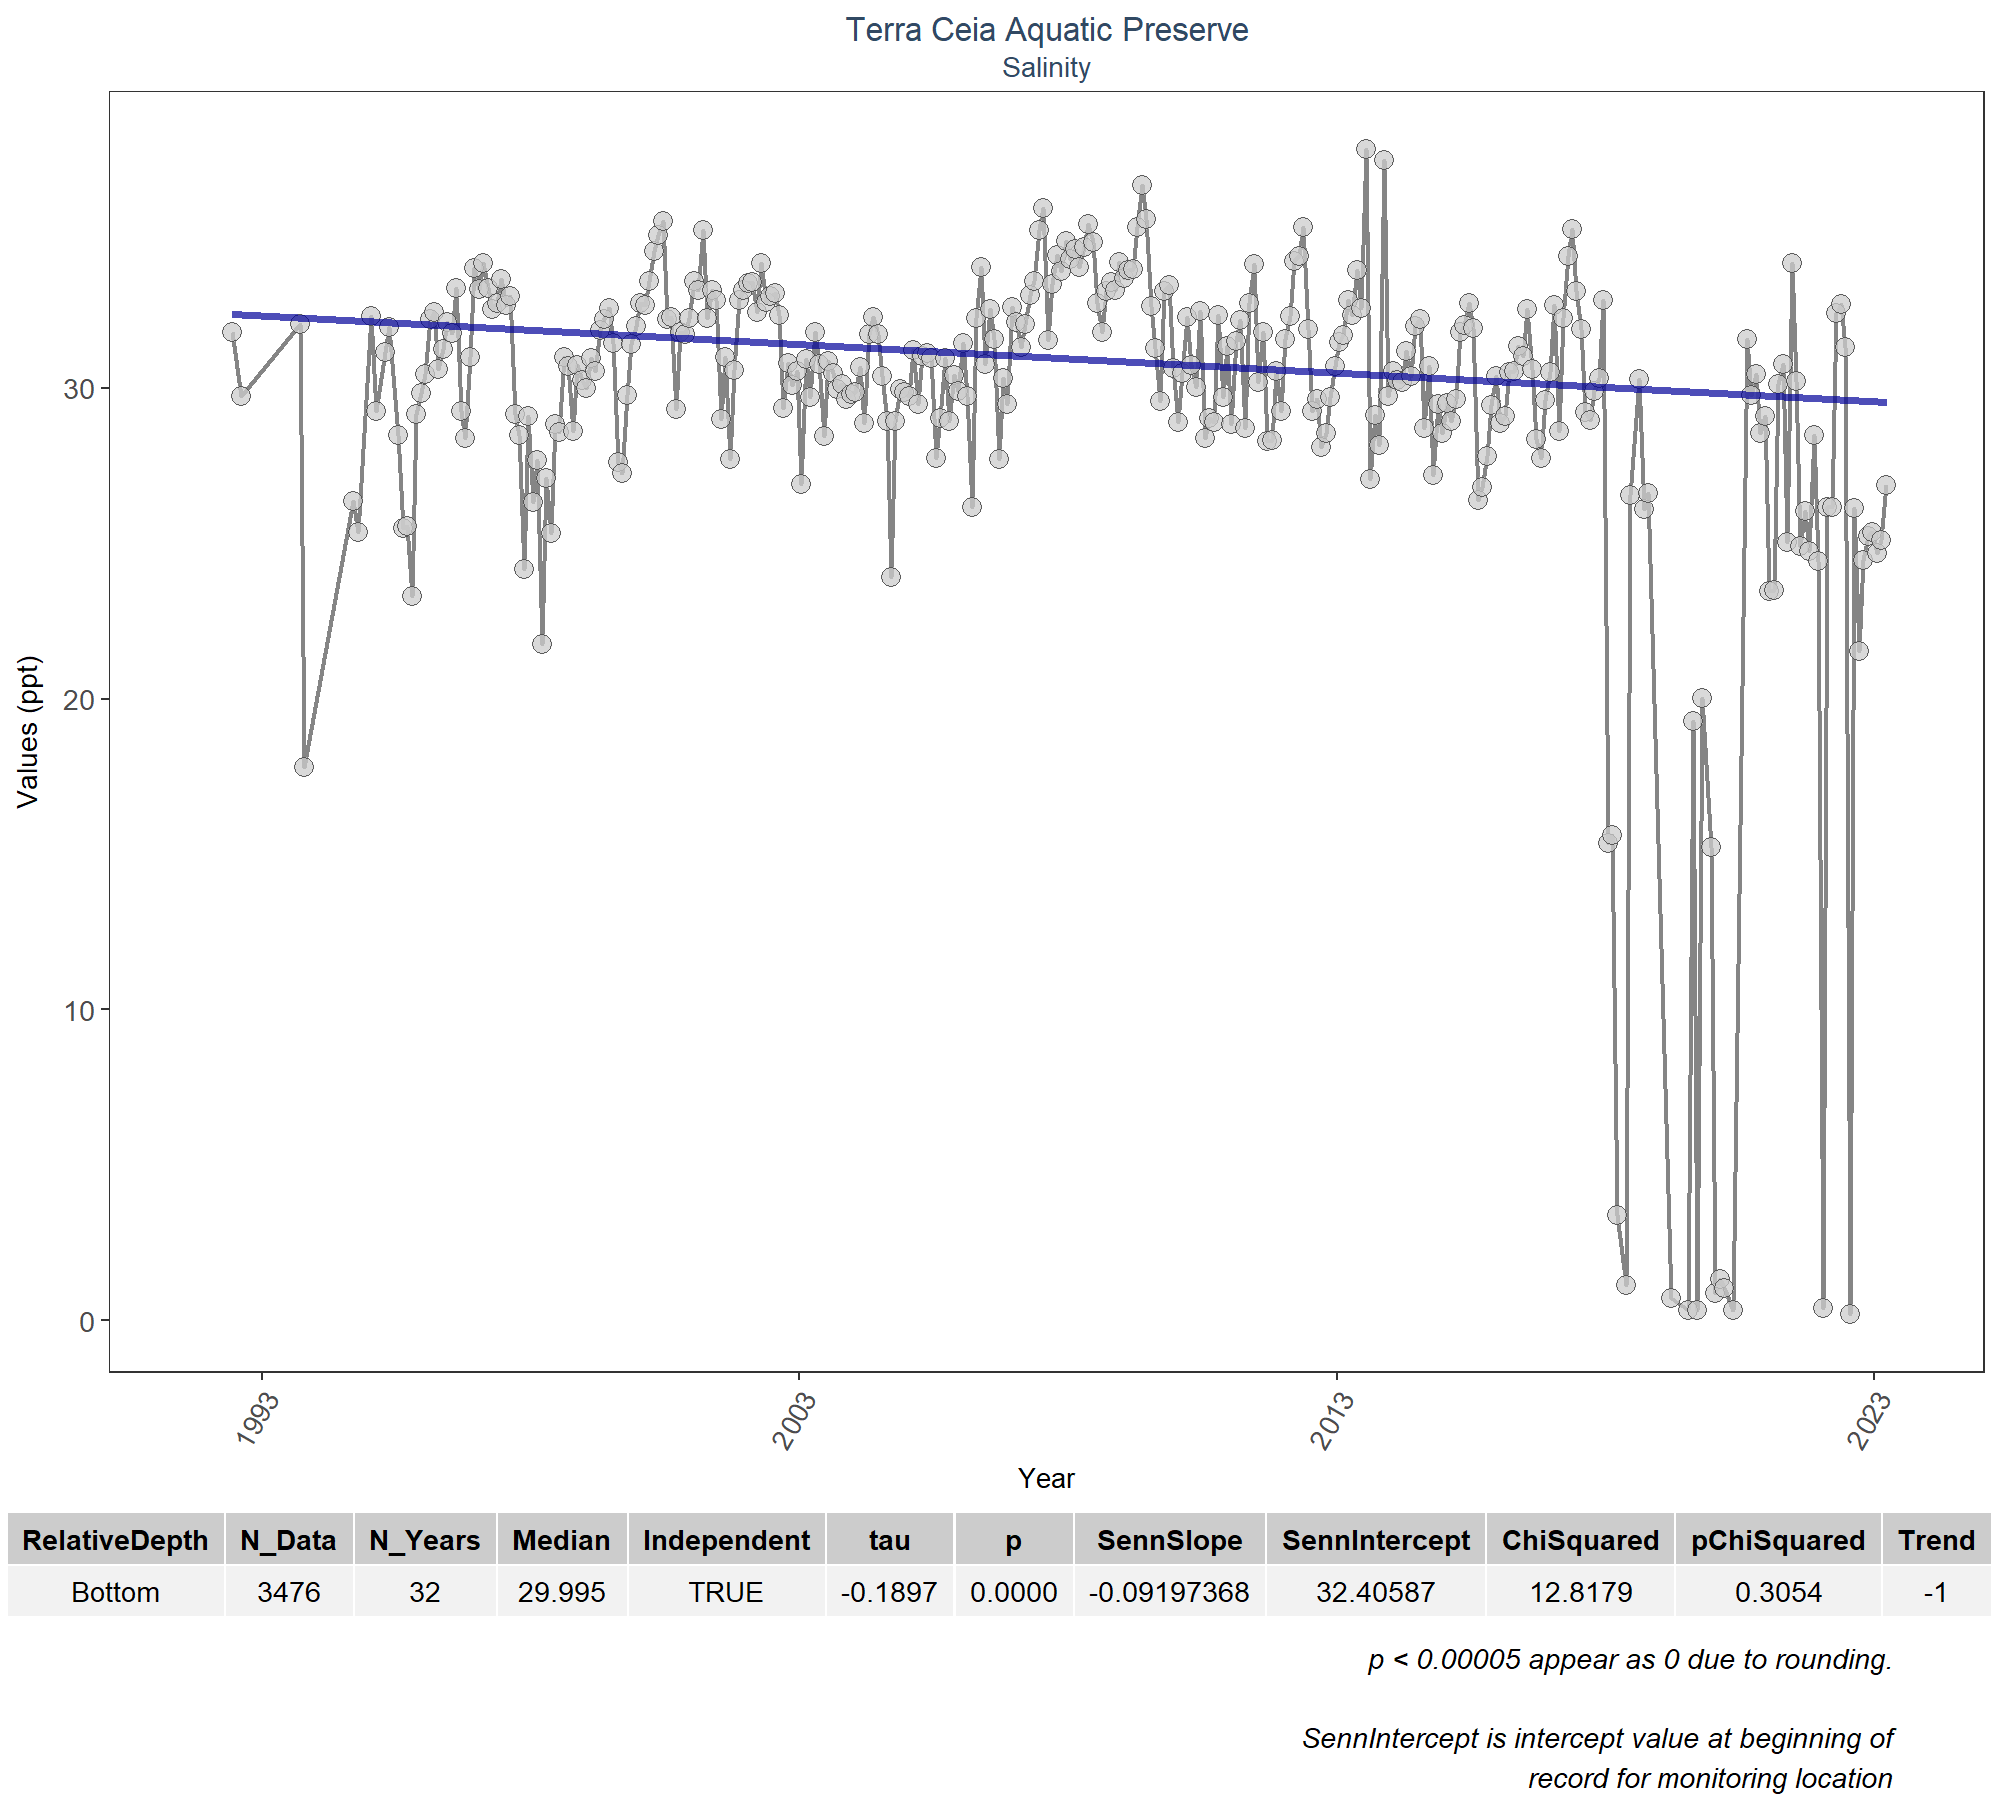 Terra Ceia Aquatic Preserve
Salinity
Values (ppt)
30
20
10
0
1993 2003 2013 2023
Year
RelativeDepth N_Data N_Years Median Independent tau p SennSlope SennIntercept ChiSquared pChiSquared Trend
Bottom 3476 32 29.995 TRUE -0.1897 0.0000 -0.09197368 32.40587 12.8179 0.3054 -1
p < 0.00005 appear as 0 due to rounding.
SennIntercept is intercept value at beginning of
record for monitoring location